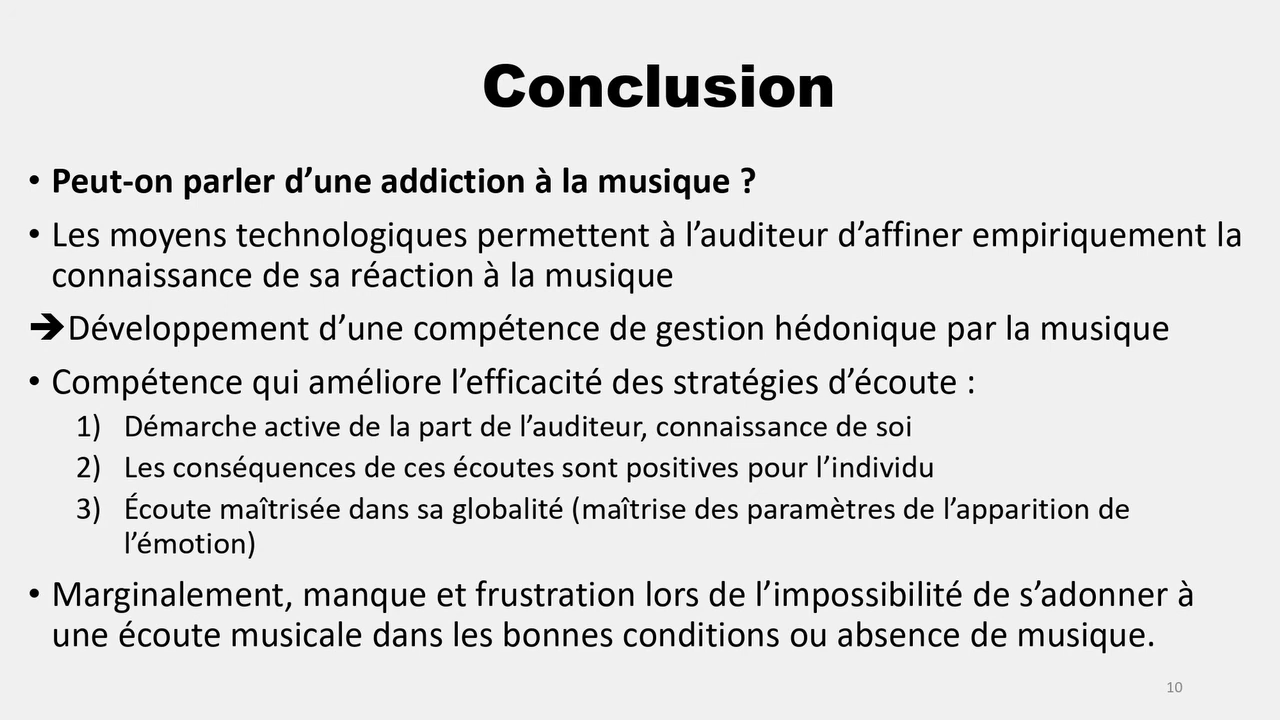 Conclusion
• Peut-on parler d’une addiction à la musique ?
• Les moyens technologiques permettent à l’auditeur d’affiner empiriquement la
connaissance de sa réaction à la musique
➔Développement d’une compétence de gestion hédonique par la musique
• Compétence qui améliore l’efficacité des stratégies d’écoute :
1) Démarche active de la part de l’auditeur, connaissance de soi
2) Les conséquences de ces écoutes sont positives pour l’individu
3) Écoute maîtrisée dans sa globalité (maîtrise des paramètres de l’apparition de
l’émotion)
• Marginalement, manque et frustration lors de l’impossibilité de s’adonner à
une écoute musicale dans les bonnes conditions ou absence de musique.
10